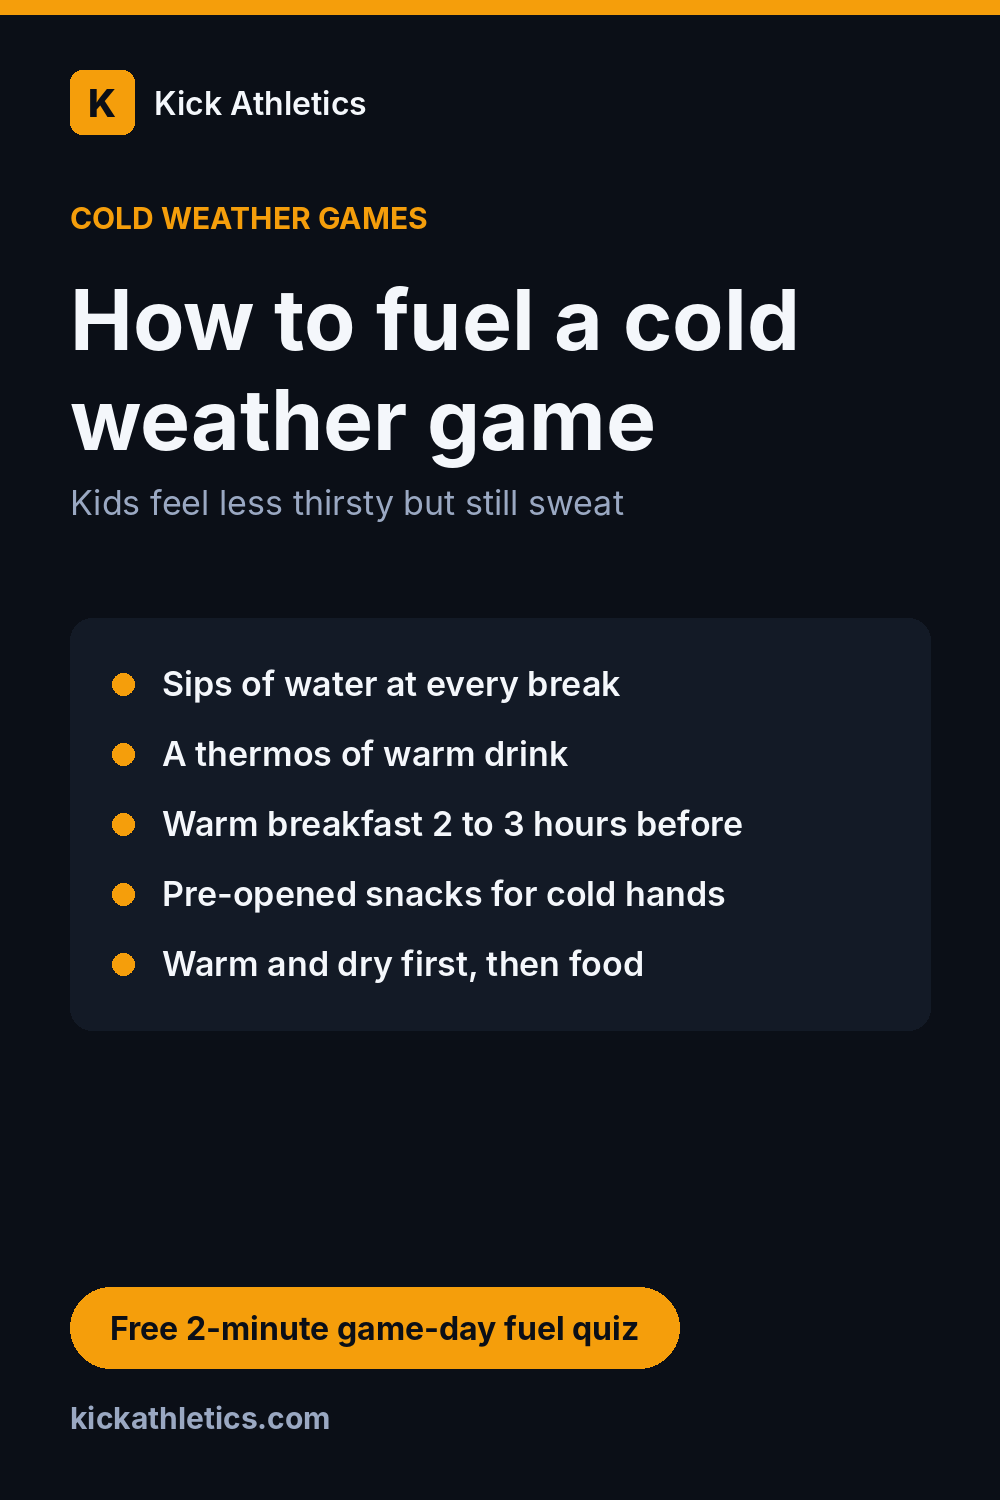 K
Kick Athletics
COLD WEATHER GAMES
How to fuel a cold
weather game
Kids feel less thirsty but still sweat
Sips of water at every break
A thermos of warm drink
Warm breakfast 2 to 3 hours before
Pre-opened snacks for cold hands
Warm and dry first, then food
Free 2-minute game-day fuel quiz
kickathletics.com